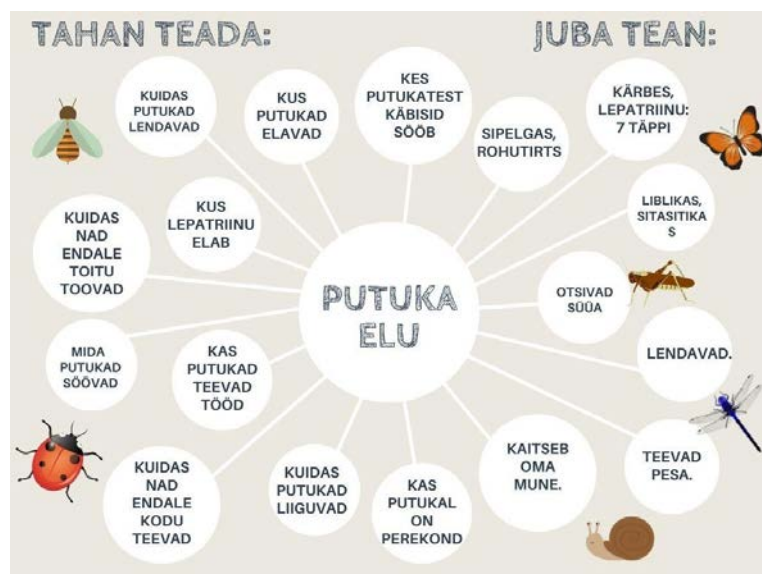 TAHAN TEADA:
JUBA TEAN:
KUIDAS
PUTUKAD
LENDAVAD
KUS
PUTUKAD
ELAVAD
KES
PUTUKATEST
KÄBISID
SÖÖB
SIPELGAS,
ROHUTIRTS
KÄRBES,
LEPATRIINU:
7 TÄPPI
KUIDAS
NAD
ENDALE
TOITU
TOOVAD
KUS
LEPATRIINU
ELAB
LIBLIKAS,
SITASITIKA
S
PUTUKA
ELU
OTSIVAD
SÜÜA
MIDA
PUTUKAD
SÖÖVAD
KAS
PUTUKAD
TEEVAD
TÖÖD
LENDAVAD.
KUIDAS
NAD
ENDALE
KODU
TEEVAD
KUIDAS
PUTUKAD
LIIGUVAD
KAS
PUTUKAL
ON
PEREKOND
KAITSEB
OMA
MUNE.
TEEVAD
PESA.